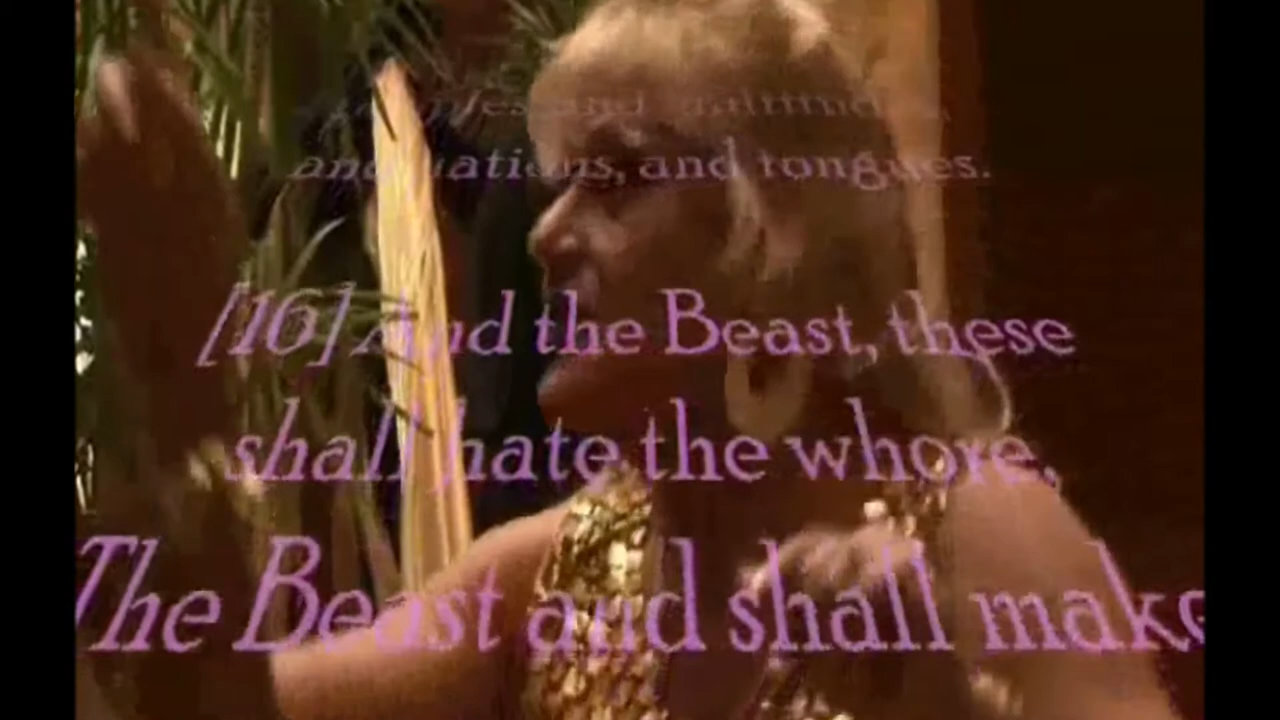 and nations, and tongues.
[16] And the Beast, these
shall hate the whore,
The Beast and shall make